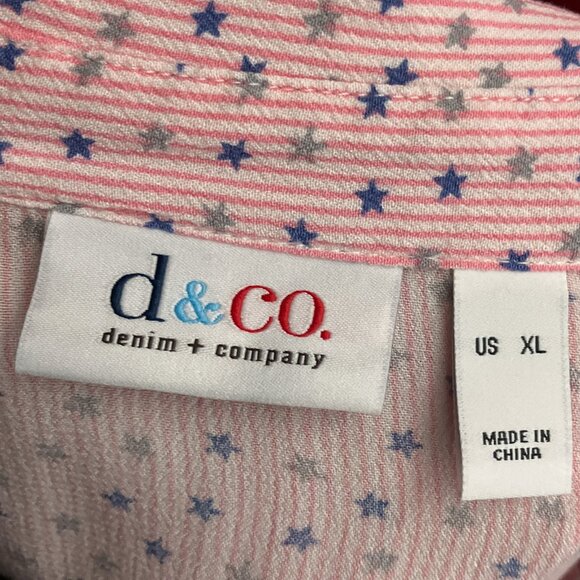 d&co.
denim + company
US XL
MADE IN
CHINA